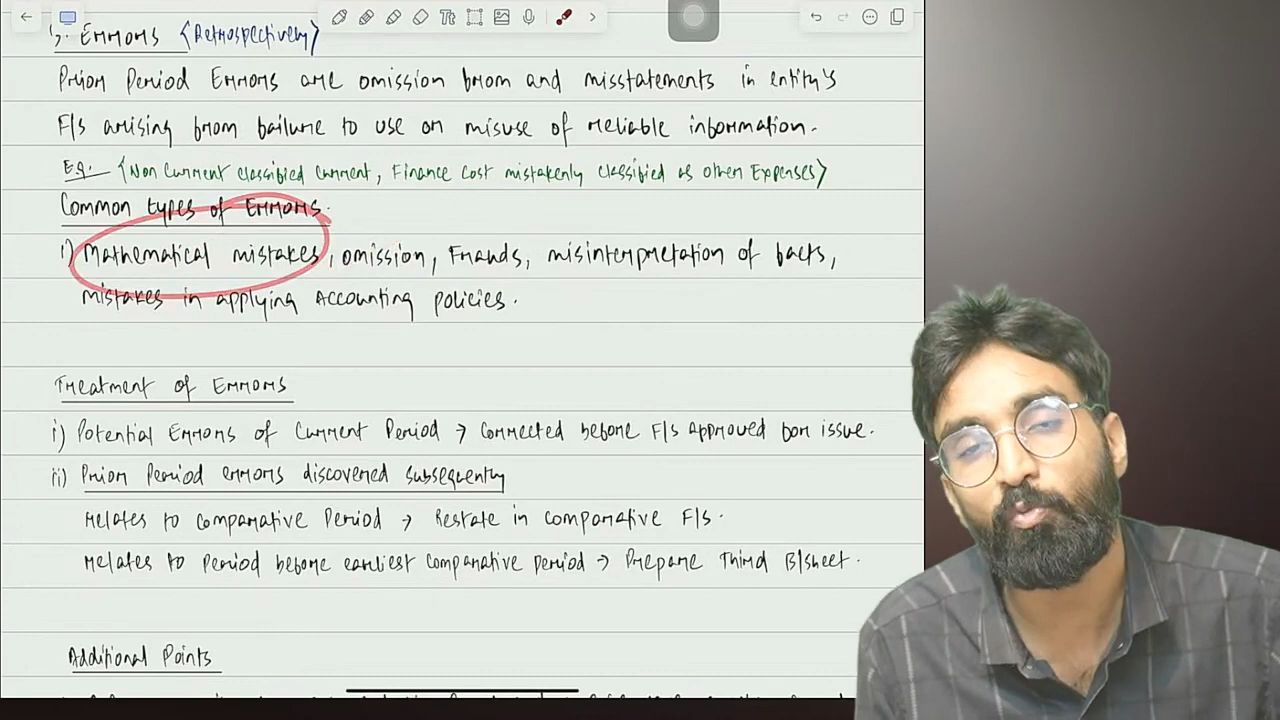 5. Errors <Retrospectively>
Prior Period Errors are omission from and misstatements in entity's
F/S arising from failure to use or misuse of reliable information.
Eg. <Non Current classified current, Finance cost mistakenly classified as other Expenses>
Common types of Errors.
i) Mathematical mistakes, omission, Frauds, misinterpretation of facts,
mistakes in applying Accounting policies.
Treatment of Errors
i) Potential Errors of Current Period → Corrected before F/S Approved for issue.
ii) Prior Period errors discovered subsequently
relates to comparative Period → Restate in comparative F/S.
relates to Period before earliest comparative period → Prepare Third B/Sheet.
Additional Points